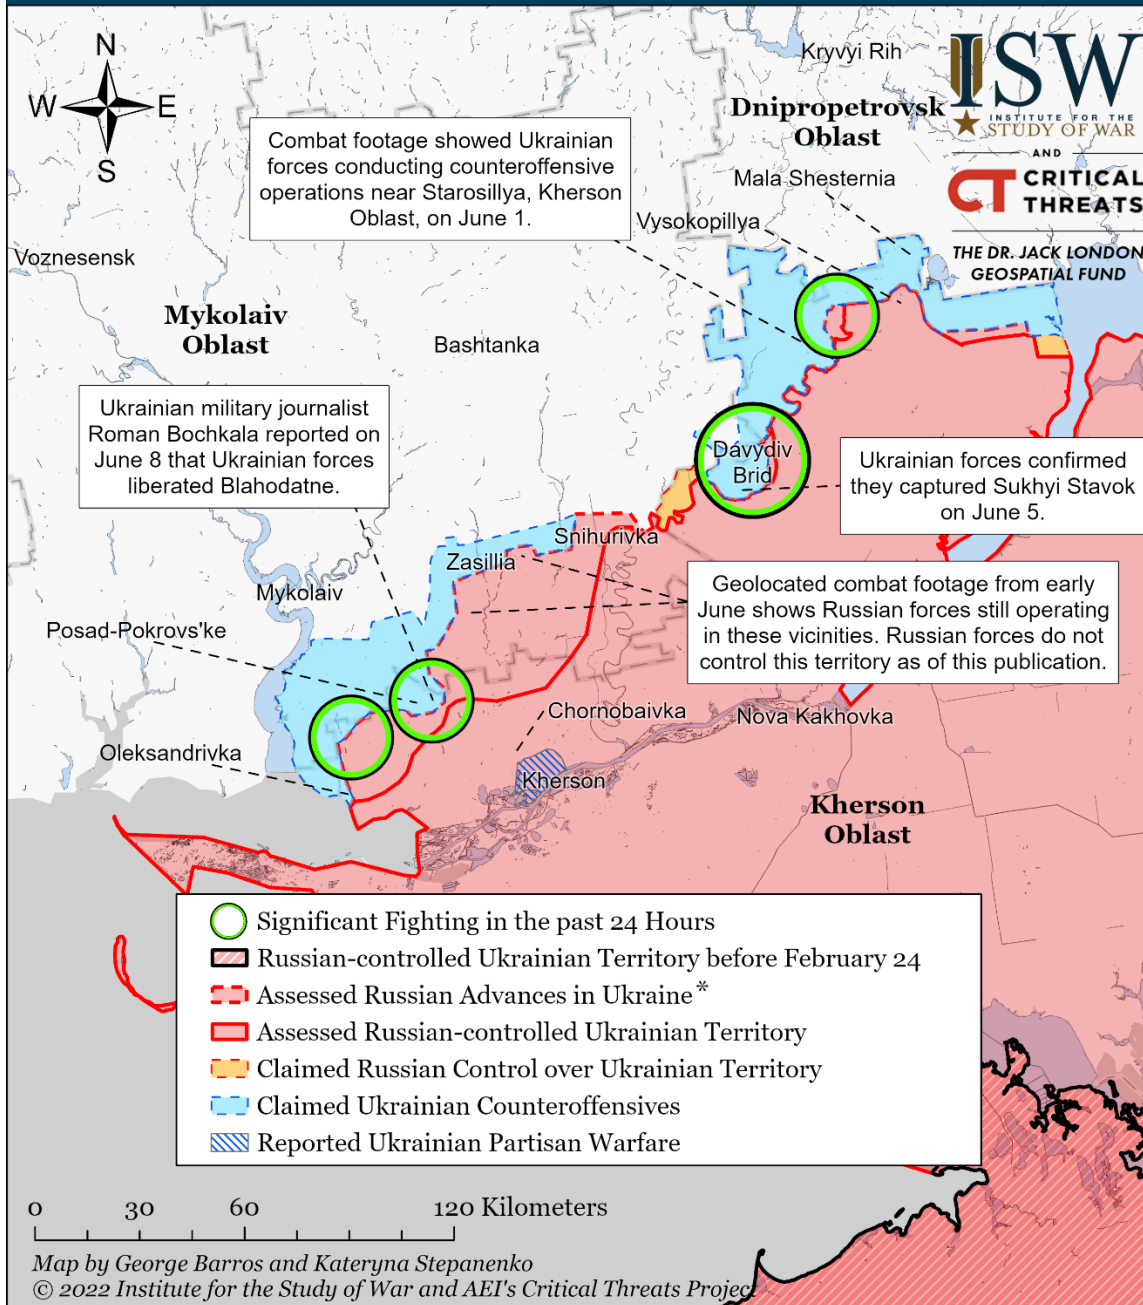 N
W E
S
Kryvyi Rih
ISW
INSTITUTE FOR THE
STUDY OF WAR
AND
CT CRITICAL
THREATS
THE DR. JACK LONDON
GEOSPATIAL FUND
Dnipropetrovsk
Oblast
Mala Shesternia
Vysokopillya
Combat footage showed Ukrainian
forces conducting counteroffensive
operations near Starosillya, Kherson
Oblast, on June 1.
Voznesensk
Mykolaiv
Oblast
Bashtanka
Ukrainian military journalist
Roman Bochkala reported on
June 8 that Ukrainian forces
liberated Blahodatne.
Davydiv
Brid
Ukrainian forces confirmed
they captured Sukhyi Stavok
on June 5.
Snihurivka
Zasillia
Mykolaiv
Geolocated combat footage from early
June shows Russian forces still operating
in these vicinities. Russian forces do not
control this territory as of this publication.
Posad-Pokrovs'ke
Chornobaivka
Nova Kakhovka
Oleksandrivka
Kherson
Kherson
Oblast
Significant Fighting in the past 24 Hours
Russian-controlled Ukrainian Territory before February 24
Assessed Russian Advances in Ukraine*
Assessed Russian-controlled Ukrainian Territory
Claimed Russian Control over Ukrainian Territory
Claimed Ukrainian Counteroffensives
Reported Ukrainian Partisan Warfare
0 30 60 120 Kilometers
Map by George Barros and Kateryna Stepanenko
© 2022 Institute for the Study of War and AEI's Critical Threats Project